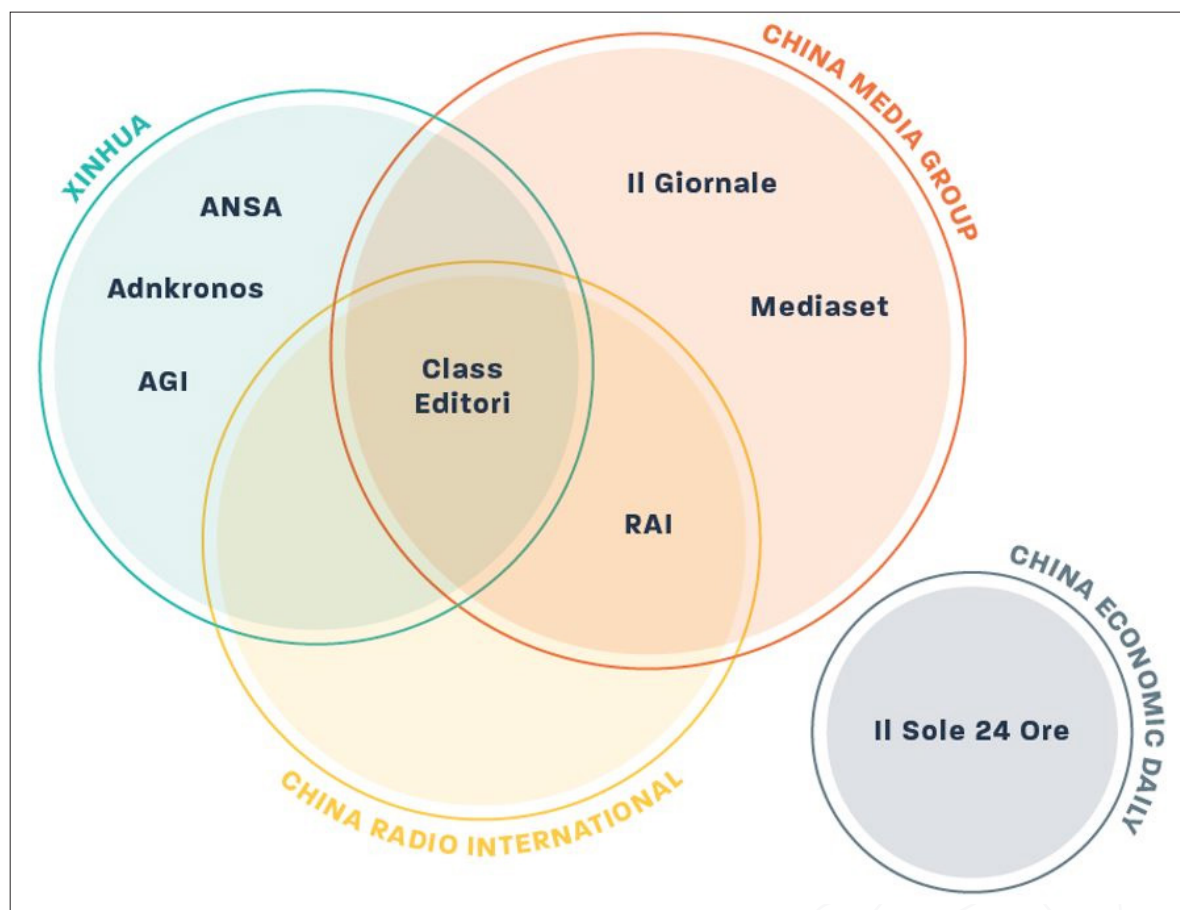 XINHUA
ANSA
Adnkronos
AGI
CHINA MEDIA GROUP
Il Giornale
Mediaset
Class
Editori
RAI
CHINA RADIO INTERNATIONAL
CHINA ECONOMIC DAILY
Il Sole 24 Ore